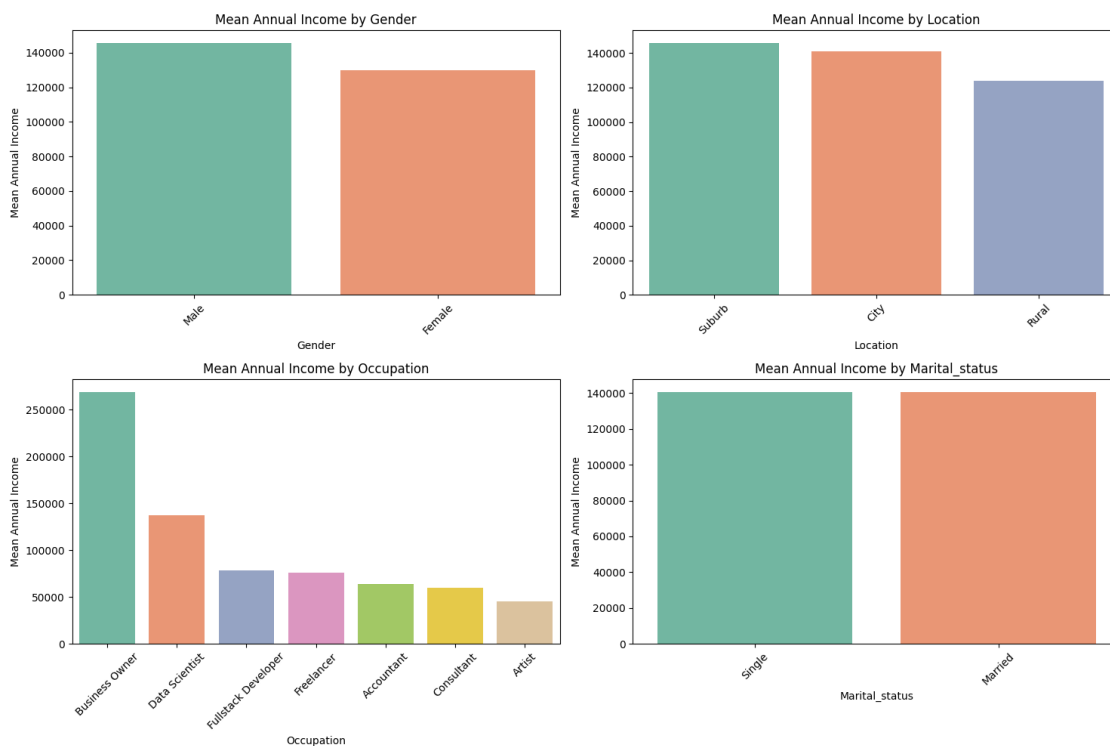 Mean Annual Income by Gender
Mean Annual Income
140000
120000
100000
80000
60000
40000
20000
0
Male
Female
Gender
Mean Annual Income by Location
Mean Annual Income
140000
120000
100000
80000
60000
40000
20000
0
Suburb
City
Rural
Location
Mean Annual Income by Occupation
Mean Annual Income
250000
200000
150000
100000
50000
0
Business Owner
Data Scientist
Fullstack Developer
Freelancer
Accountant
Consultant
Artist
Occupation
Mean Annual Income by Marital_status
Mean Annual Income
140000
120000
100000
80000
60000
40000
20000
0
Single
Married
Marital_status